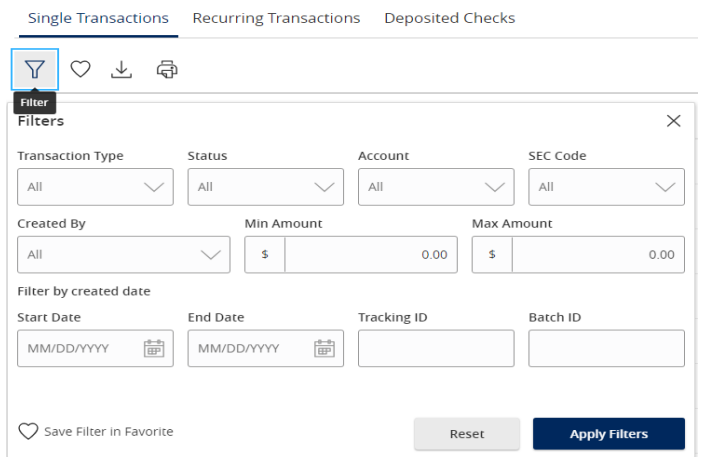 Single Transactions Recurring Transactions Deposited Checks
Filter
Filters
Transaction Type Status Account SEC Code
All All All All
Created By Min Amount Max Amount
All $ 0.00 $ 0.00
Filter by created date
Start Date End Date Tracking ID Batch ID
MM/DD/YYYY MM/DD/YYYY
Save Filter in Favorite Reset Apply Filters